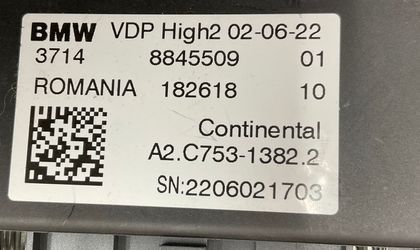 BMW VDP High2 02-06-22
3714 8845509 01
ROMANIA 182618 10
Continental
A2.C753-1382.2
SN:2206021703